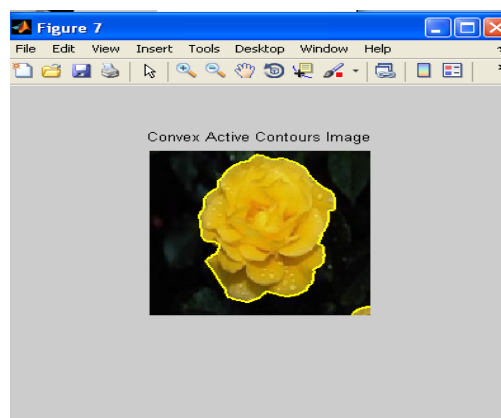 Figure 7
File Edit View Insert Tools Desktop Window Help
Convex Active Contours Image